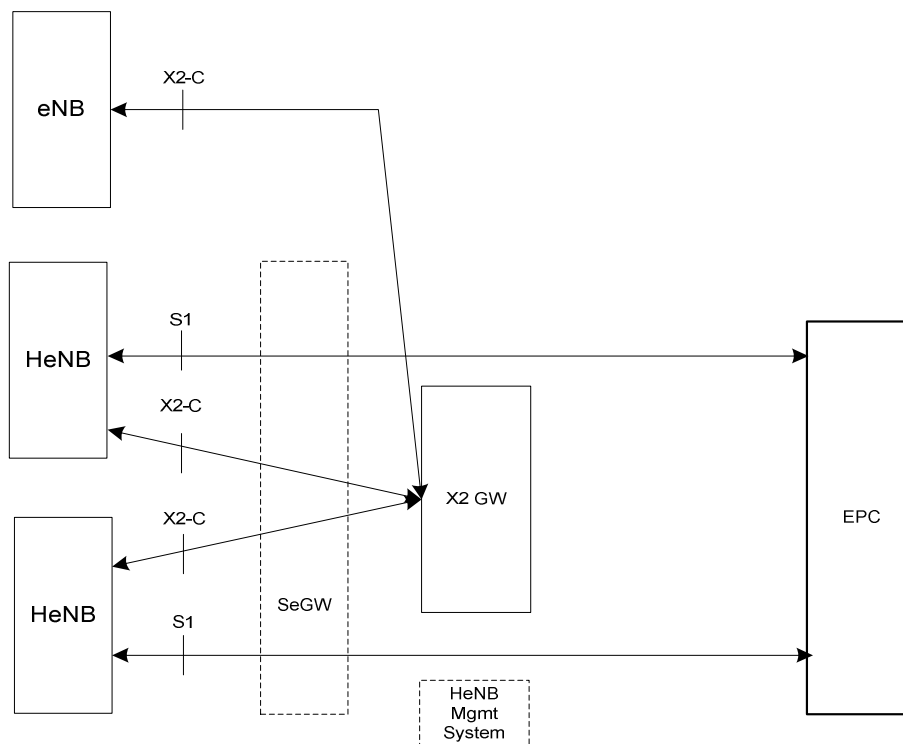 eNB
X2-C
HeNB
S1
X2-C
X2 GW
EPC
X2-C
HeNB
SeGW
S1
HeNB
Mgmt
System